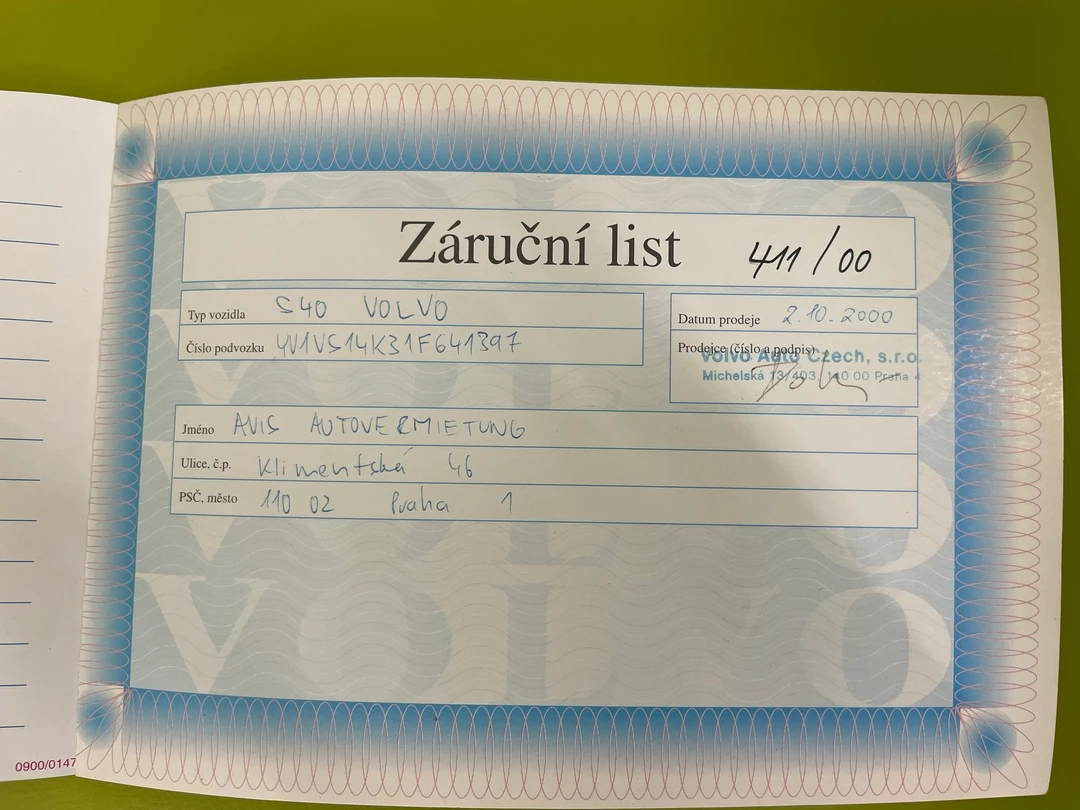 Záruční list 411/00
Typ vozidla S40 VOLVO
Číslo podvozku 4V1VS14K31F641397
Datum prodeje 2.10.2000
Prodejce (číslo a podpis)
Volvo Auto Czech, s.r.o.
Michelská 13/403, 140 00 Praha 4
Jméno AVIS AUTOVERMIETUNG
Ulice, č.p. Klimentská 46
PSČ, město 110 02 Praha 1
VOLVO
0900/0147